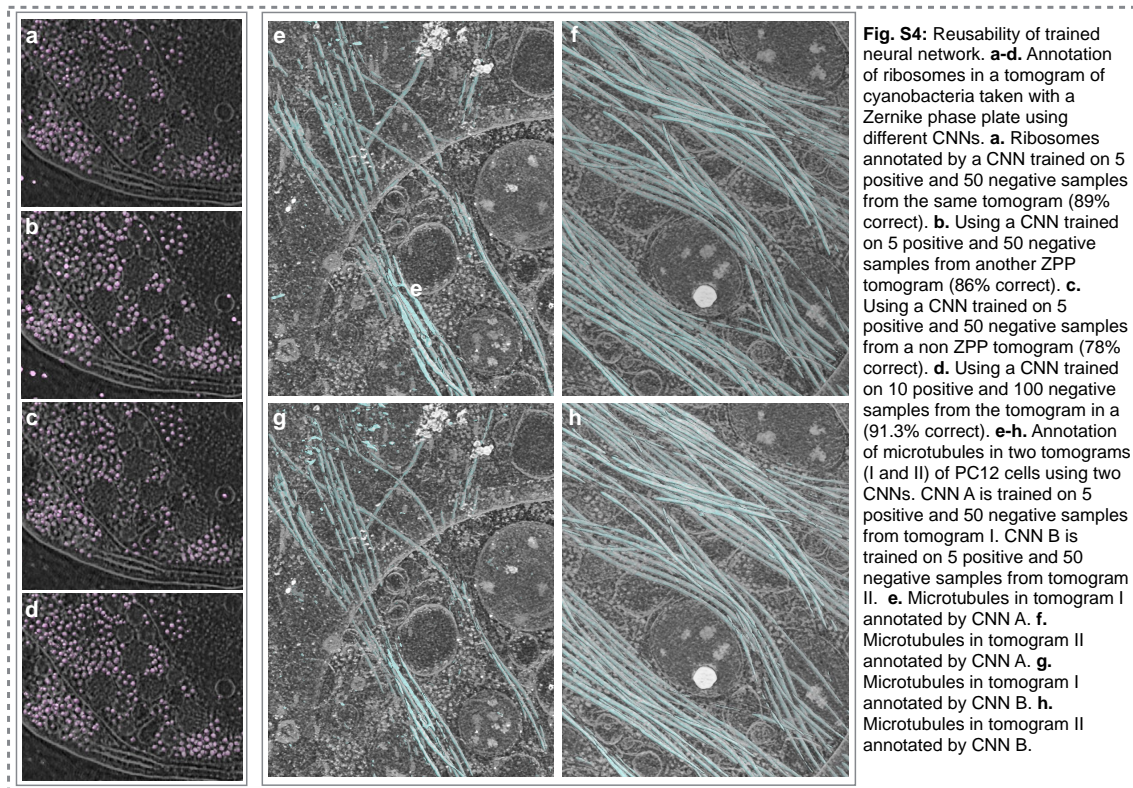 a
b
c
d
e
e
f
g
h
Fig. S4: Reusability of trained
neural network. a-d. Annotation
of ribosomes in a tomogram of
cyanobacteria taken with a
Zernike phase plate using
different CNNs. a. Ribosomes
annotated by a CNN trained on 5
positive and 50 negative samples
from the same tomogram (89%
correct). b. Using a CNN trained
on 5 positive and 50 negative
samples from another ZPP
tomogram (86% correct). c.
Using a CNN trained on 5
positive and 50 negative samples
from a non ZPP tomogram (78%
correct). d. Using a CNN trained
on 10 positive and 100 negative
samples from the tomogram in a
(91.3% correct). e-h. Annotation
of microtubules in two tomograms
(I and II) of PC12 cells using two
CNNs. CNN A is trained on 5
positive and 50 negative samples
from tomogram I. CNN B is
trained on 5 positive and 50
negative samples from tomogram
II. e. Microtubules in tomogram I
annotated by CNN A. f.
Microtubules in tomogram II
annotated by CNN A. g.
Microtubules in tomogram I
annotated by CNN B. h.
Microtubules in tomogram II
annotated by CNN B.